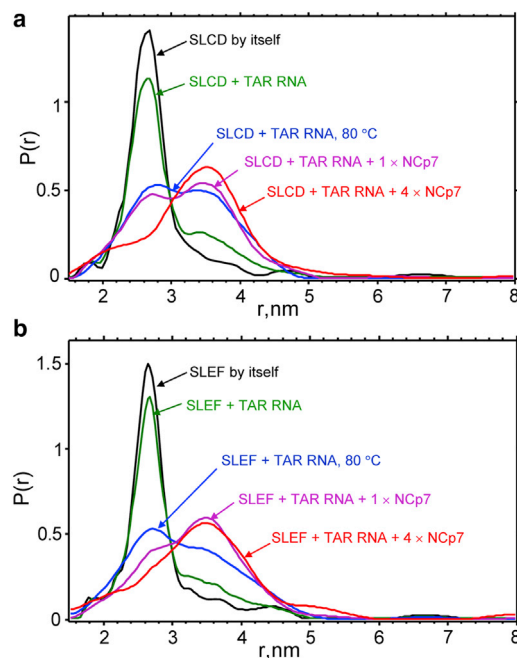 a
SLCD by itself
SLCD + TAR RNA
SLCD + TAR RNA, 80 °C
SLCD + TAR RNA + 1 × NCp7
SLCD + TAR RNA + 4 × NCp7
P(r)
1
0.5
0
2 3 4 5 6 7 8
r,nm
b
1.5
SLEF by itself
SLEF + TAR RNA
SLEF + TAR RNA, 80 °C
SLEF + TAR RNA + 1 × NCp7
SLEF + TAR RNA + 4 × NCp7
P(r)
1
0.5
0
2 3 4 5 6 7 8
r,nm